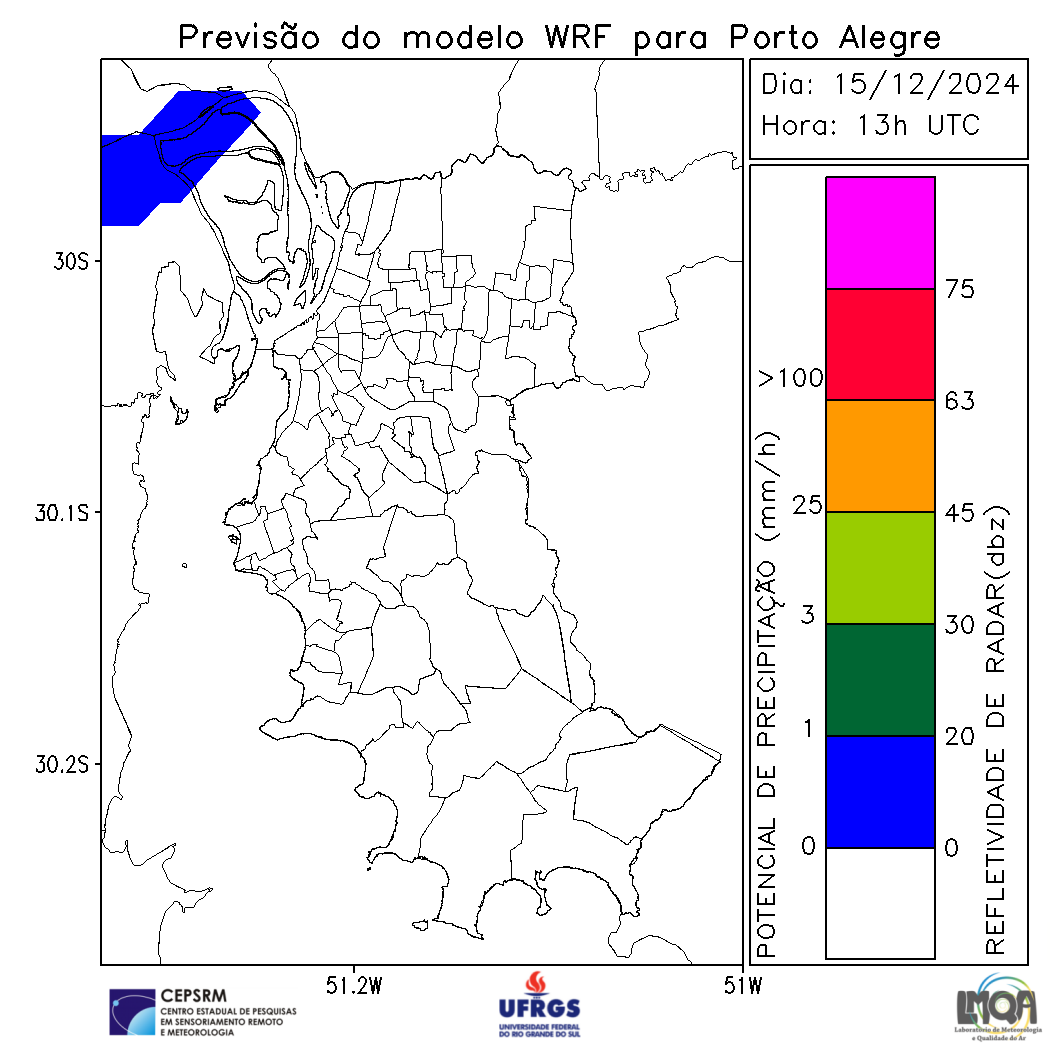 Previsão do modelo WRF para Porto Alegre
Dia: 15/12/2024
Hora: 13h UTC
30S
30.1S
30.2S
51.2W
51W
POTENCIAL DE PRECIPITAÇÃO (mm/h)
>100
25
3
1
0
75
63
45
30
20
0
REFLETIVIDADE DE RADAR(dbz)
CEPSRM
CENTRO ESTADUAL DE PESQUISAS
EM SENSORIAMENTO REMOTO
E METEOROLOGIA
UFRGS
UNIVERSIDADE FEDERAL
DO RIO GRANDE DO SUL
LMQA
Laboratório de Meteorologia
e Qualidade do Ar